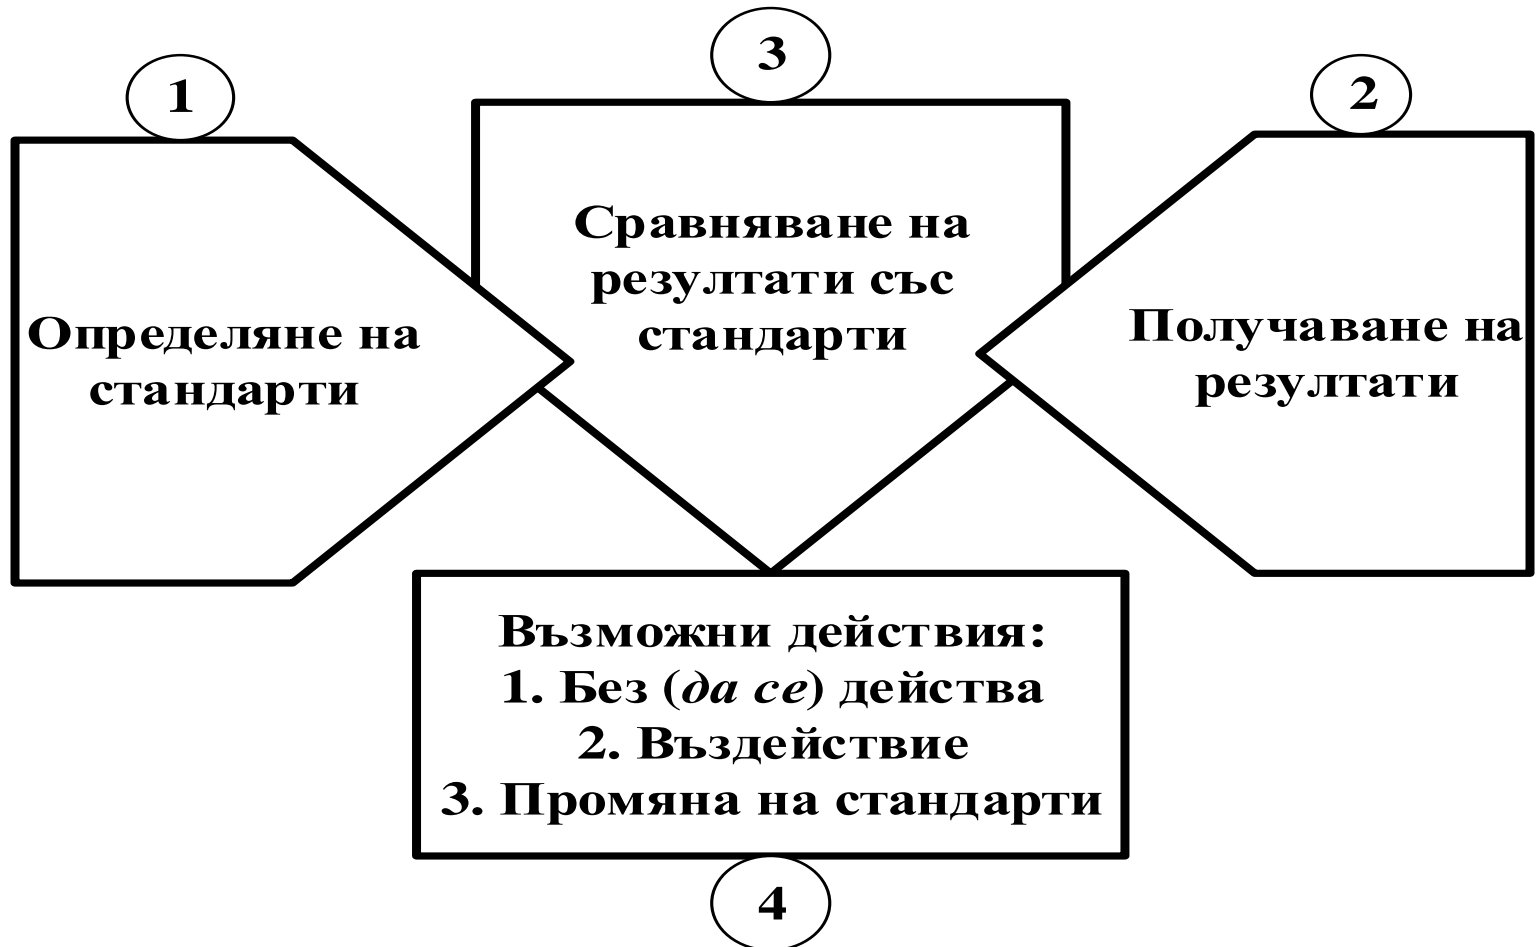 1
Определяне на
стандарти
3
Сравняване на
резултати със
стандарти
2
Получаване на
резултати
Възможни действия:
1. Без (да се) действа
2. Въздействие
3. Промяна на стандарти
4